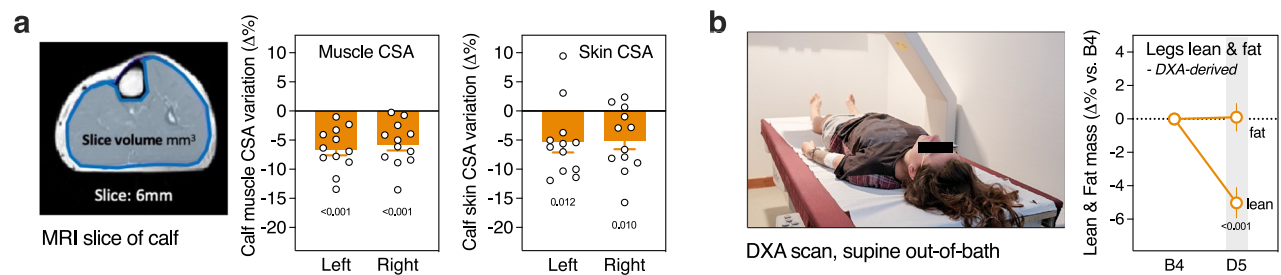 a
Slice volume mm³
Slice: 6mm
MRI slice of calf
Calf muscle CSA variation (Δ%)
10
5
0
-5
-10
-15
-20
Muscle CSA
<0.001
<0.001
Left
Right
Calf skin CSA variation (Δ%)
10
5
0
-5
-10
-15
-20
Skin CSA
0.012
0.010
Left
Right
b
DXA scan, supine out-of-bath
Lean & Fat mass (Δ% vs. B4)
4
2
0
-2
-4
-6
Legs lean & fat
- DXA-derived
fat
lean
<0.001
B4
D5